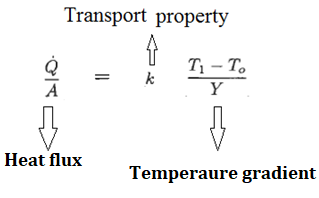 Transport property
Q̇/A = k (T₁ − Tₒ)/Y
Heat flux
Temperaure gradient